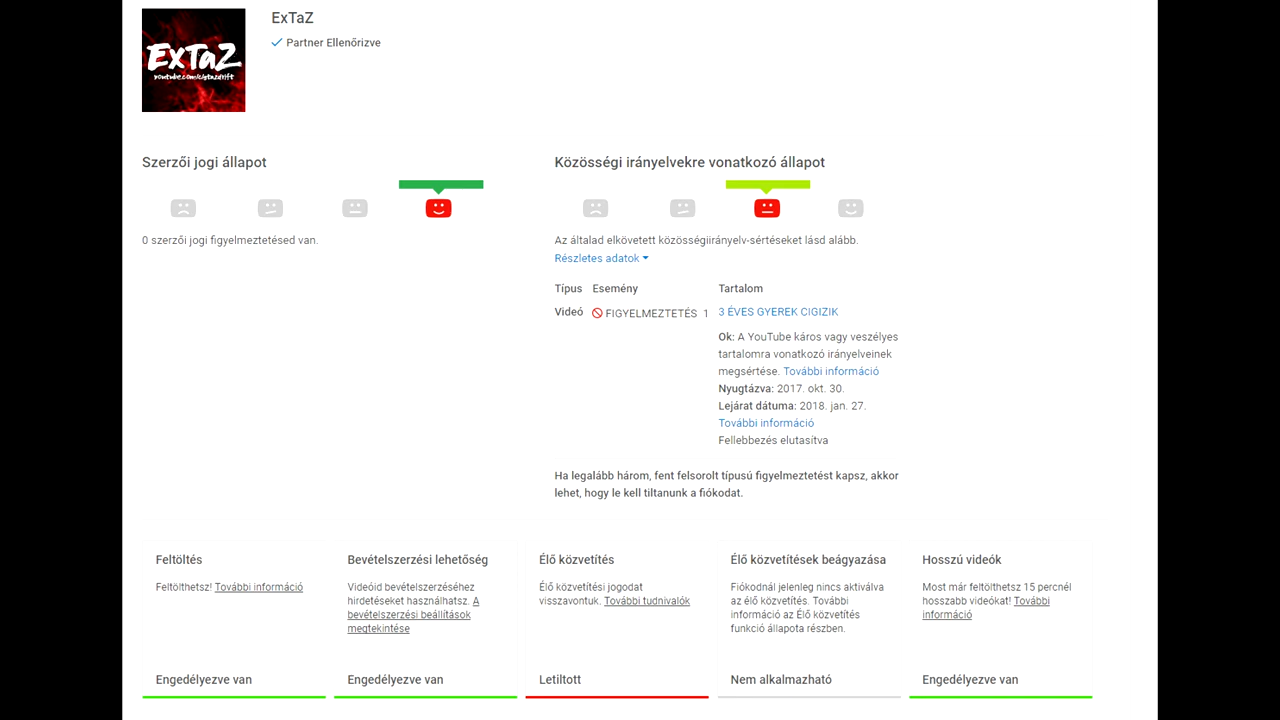 ExTaZ
youtube.com/c/stazdrift
ExTaZ
Partner Ellenőrizve
Szerzői jogi állapot
0 szerzői jogi figyelmeztetésed van.
Közösségi irányelvekre vonatkozó állapot
Az általad elkövetett közösségiirányelv-sértéseket lásd alább.
Részletes adatok
Típus Esemény Tartalom
Videó FIGYELMEZTETÉS 1 3 ÉVES GYEREK CIGIZIK
Ok: A YouTube káros vagy veszélyes
tartalomra vonatkozó irányelveinek
megsértése. További információ
Nyugtázva: 2017. okt. 30.
Lejárat dátuma: 2018. jan. 27.
További információ
Fellebbezés elutasítva
Ha legalább három, fent felsorolt típusú figyelmeztetést kapsz, akkor
lehet, hogy le kell tiltanunk a fiókodat.
Feltöltés
Feltölthetsz! További információ
Engedélyezve van
Bevételszerzési lehetőség
Videóid bevételszerzéséhez
hirdetéseket használhatsz. A
bevételszerzési beállítások
megtekintése
Engedélyezve van
Élő közvetítés
Élő közvetítési jogodat
visszavontuk. További tudnivalók
Letiltott
Élő közvetítések beágyazása
Fiókodnál jelenleg nincs aktiválva
az élő közvetítés. További
információ az Élő közvetítés
funkció állapota részben.
Nem alkalmazható
Hosszú videók
Most már feltölthetsz 15 percnél
hosszabb videókat! További
információ
Engedélyezve van